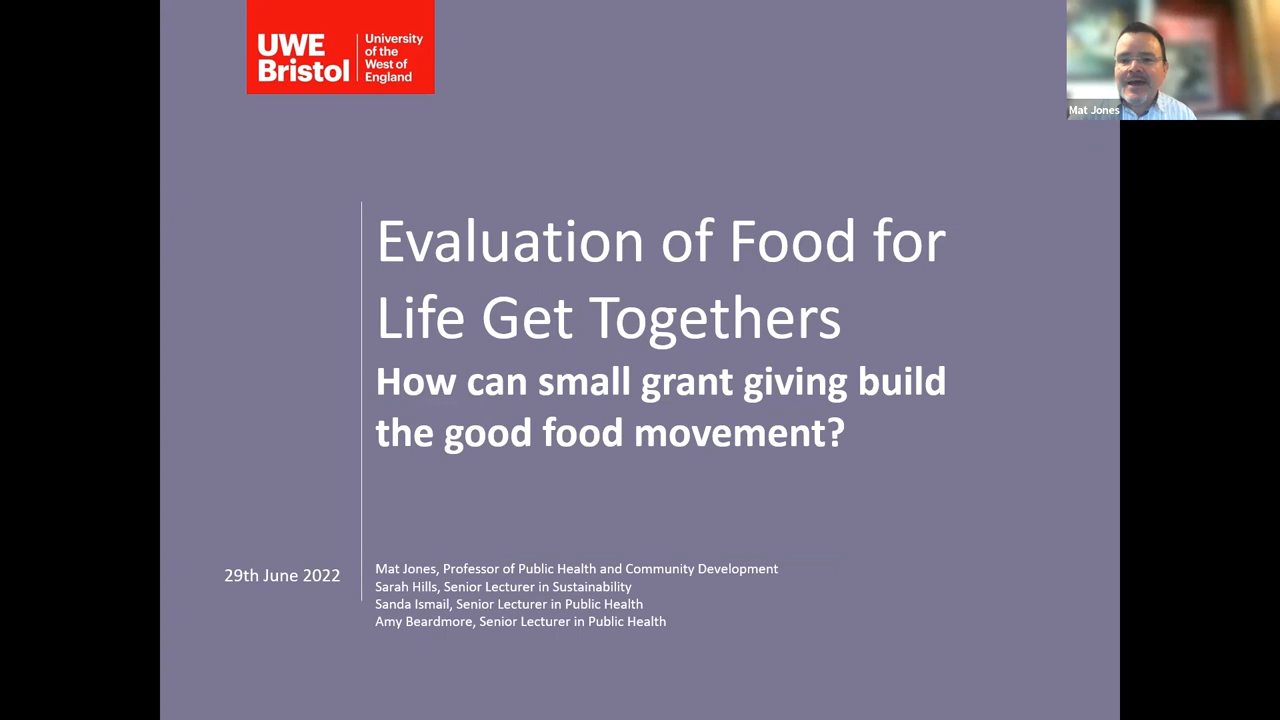 UWE
Bristol
University
of the
West of
England
Mat Jones
Evaluation of Food for
Life Get Togethers
How can small grant giving build
the good food movement?
29th June 2022
Mat Jones, Professor of Public Health and Community Development
Sarah Hills, Senior Lecturer in Sustainability
Sanda Ismail, Senior Lecturer in Public Health
Amy Beardmore, Senior Lecturer in Public Health